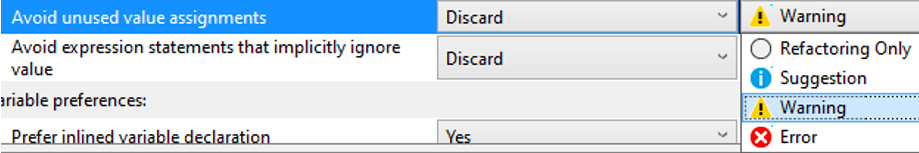 Avoid unused value assignments Discard Warning
Avoid expression statements that implicitly ignore value Discard Refactoring Only
Suggestion
ariable preferences: Warning
Prefer inlined variable declaration Yes Error